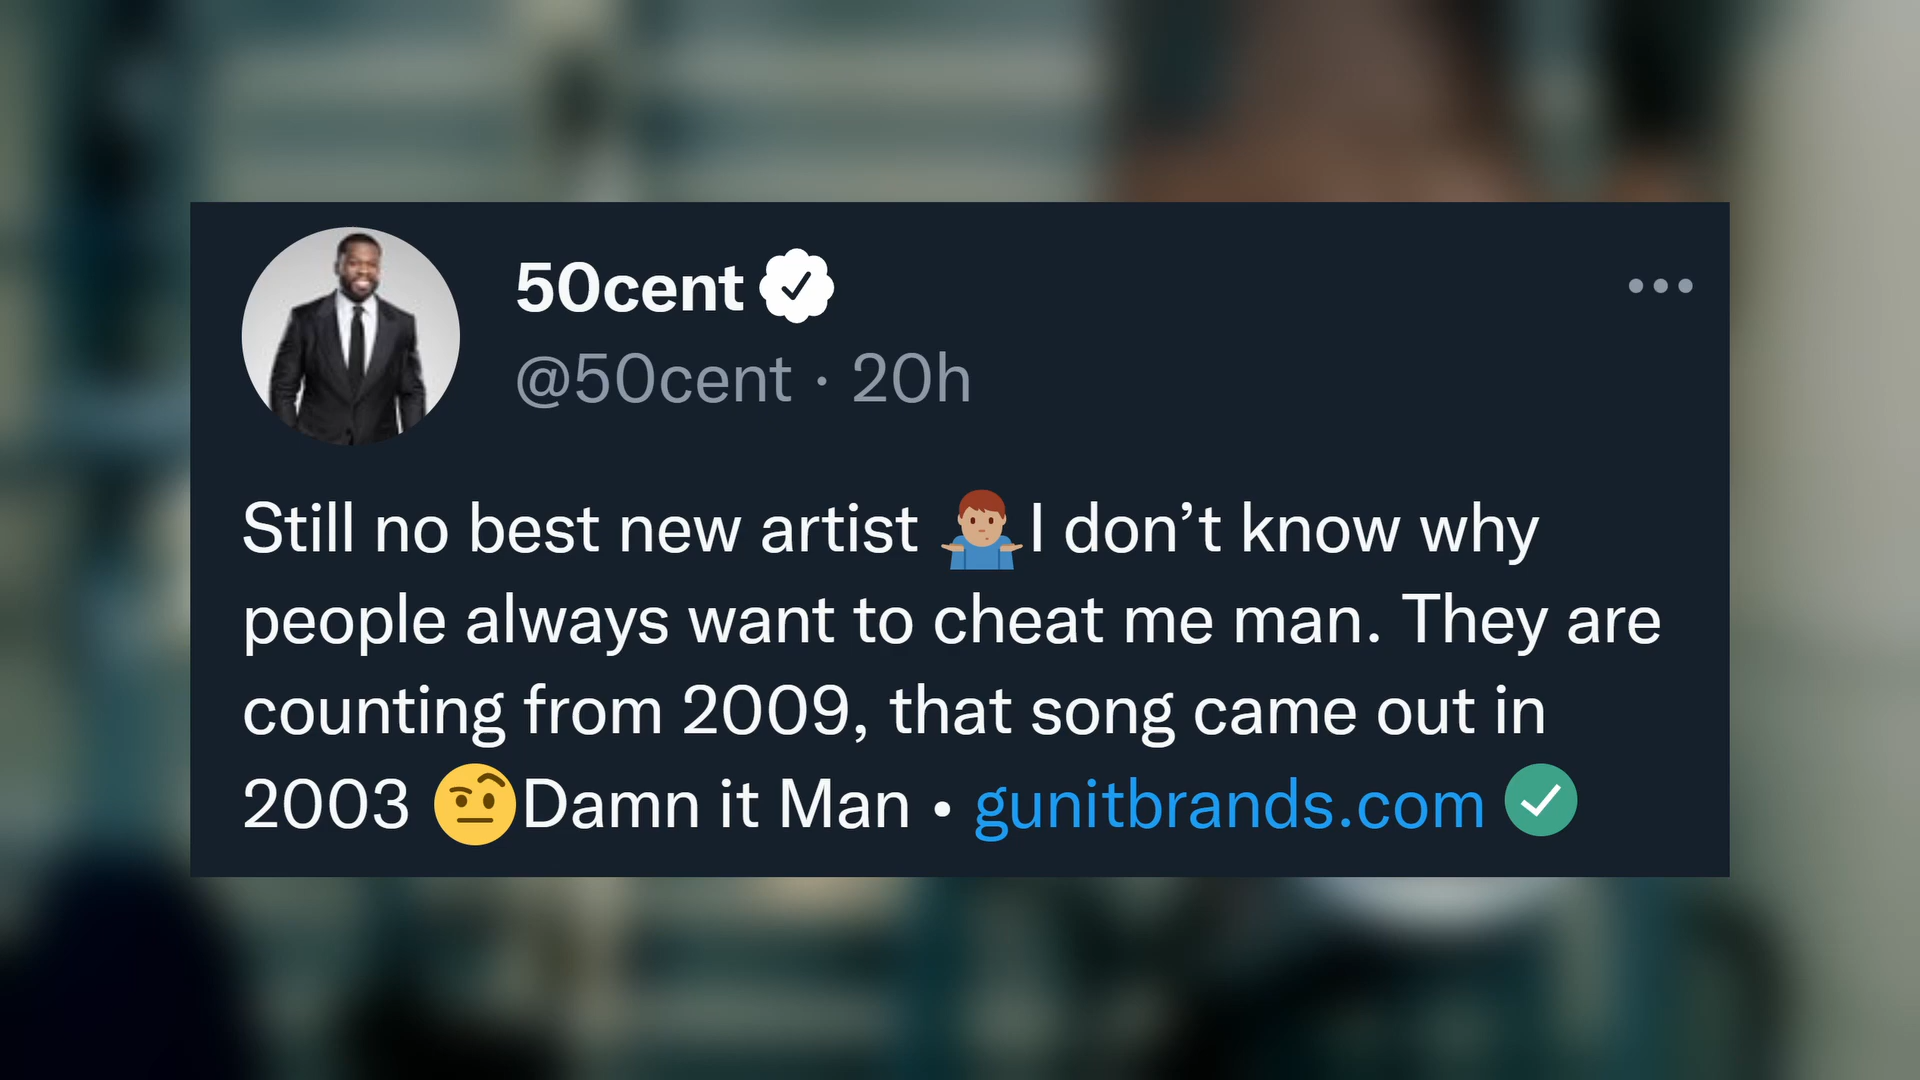 50cent
@50cent · 20h
Still no best new artist 🤷🏽‍♂️I don’t know why
people always want to cheat me man. They are
counting from 2009, that song came out in
2003 🤨Damn it Man • gunitbrands.com